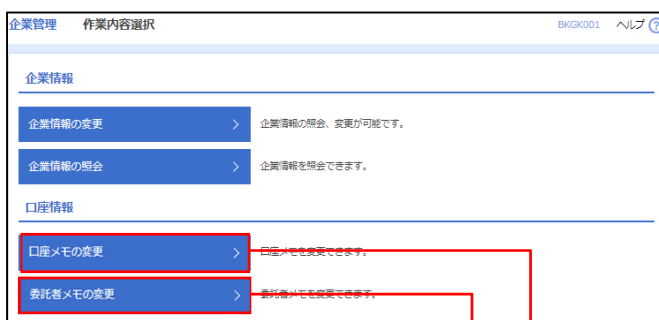 企業管理 作業内容選択 BKGK001 ヘルプ ?
企業情報
企業情報の変更 企業情報の照会、変更が可能です。
企業情報の照会 企業情報を照会できます。
口座情報
口座メモの変更 口座メモを変更できます。
委託者メモの変更 委託者メモを変更できます。